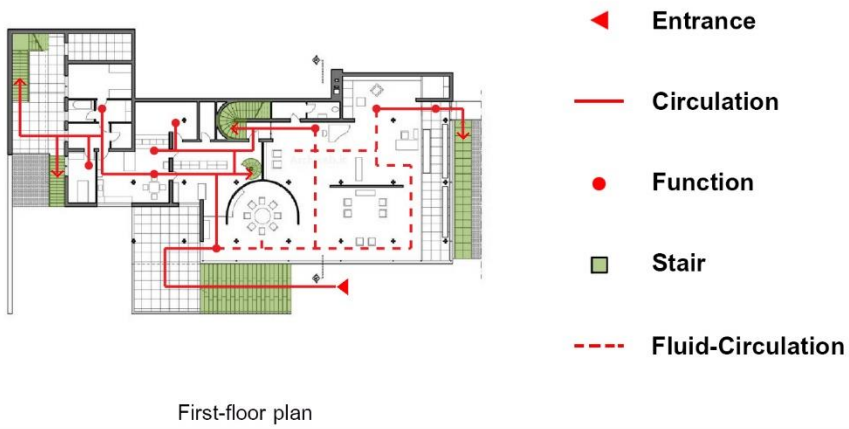 Entrance
Circulation
Function
Stair
Fluid-Circulation
First-floor plan